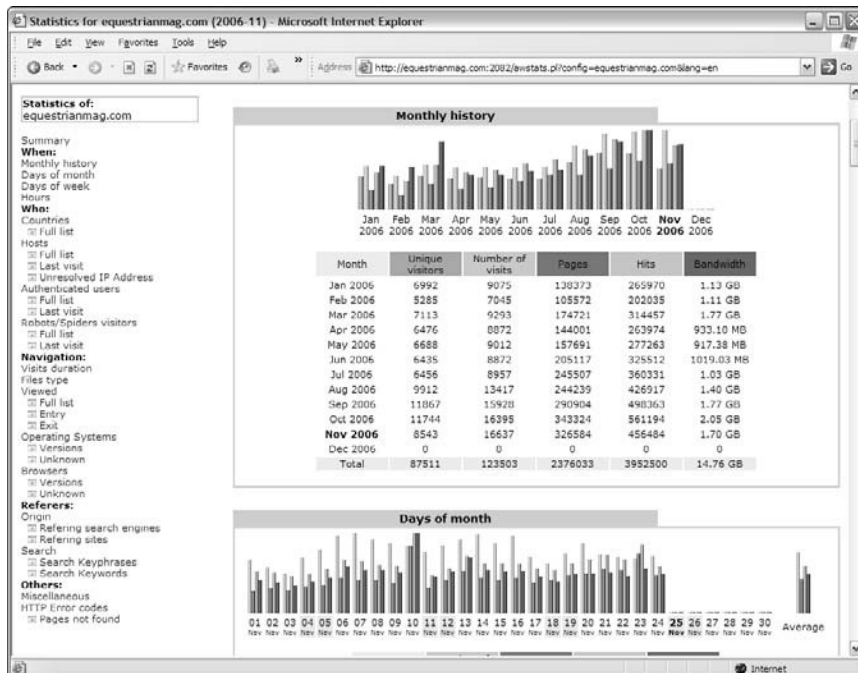 Statistics for equestrianmag.com (2006-11) - Microsoft Internet Explorer
File Edit View Favorites Tools Help
Back Favorites Address http://equestrianmag.com:2082/awstats.pl?config=equestrianmag.com&lang=en Go
Statistics of:
equestrianmag.com
Summary
When:
Monthly history
Days of month
Days of week
Hours
Who:
Countries
Full list
Hosts
Full list
Last visit
Unresolved IP Address
Authenticated users
Full list
Last visit
Robots/Spiders visitors
Full list
Last visit
Navigation:
Visits duration
Files type
Viewed
Full list
Entry
Exit
Operating Systems
Versions
Unknown
Browsers
Versions
Unknown
Referers:
Origin
Refering search engines
Refering sites
Search
Search Keyphrases
Search Keywords
Others:
Miscellaneous
HTTP Error codes
Pages not found
Monthly history
Jan Feb Mar Apr May Jun Jul Aug Sep Oct Nov Dec
2006 2006 2006 2006 2006 2006 2006 2006 2006 2006 2006 2006
Month Unique visitors Number of visits Pages Hits Bandwidth
Jan 2006 6992 9075 138373 265970 1.13 GB
Feb 2006 5285 7045 105572 202035 1.11 GB
Mar 2006 7113 9293 174721 314457 1.77 GB
Apr 2006 6476 8872 144001 263974 933.10 MB
May 2006 6688 9012 157691 277263 917.38 MB
Jun 2006 6435 8872 205117 325512 1019.03 MB
Jul 2006 6456 8957 245507 360331 1.03 GB
Aug 2006 9912 13417 244239 426917 1.40 GB
Sep 2006 11867 15928 290904 498363 1.77 GB
Oct 2006 11744 16395 343324 561194 2.05 GB
Nov 2006 8543 16637 326584 456484 1.70 GB
Dec 2006 0 0 0 0 0
Total 87511 123503 2376033 3952500 14.76 GB
Days of month
01 02 03 04 05 06 07 08 09 10 11 12 13 14 15 16 17 18 19 20 21 22 23 24 25 26 27 28 29 30
Nov Nov Nov Nov Nov Nov Nov Nov Nov Nov Nov Nov Nov Nov Nov Nov Nov Nov Nov Nov Nov Nov Nov Nov Nov Nov Nov Nov Nov Nov
Average
Internet